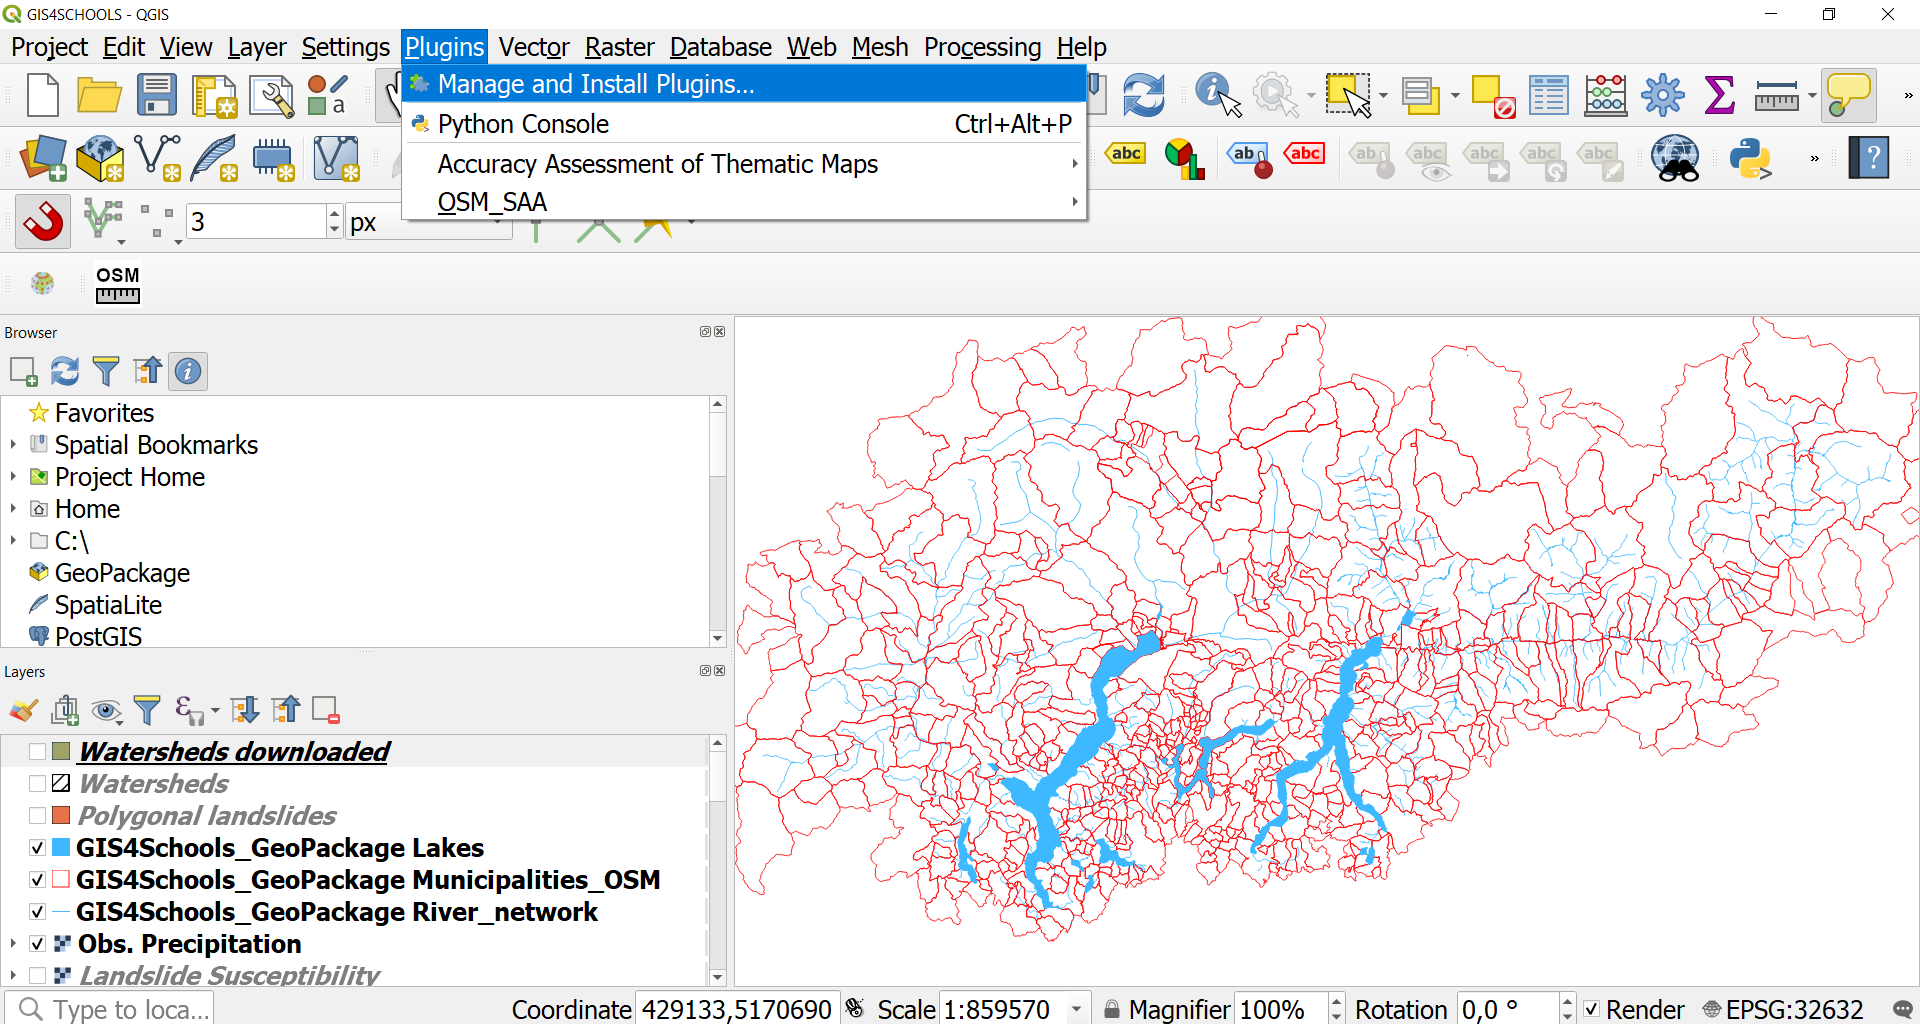 GIS4SCHOOLS - QGIS
Project Edit View Layer Settings Plugins Vector Raster Database Web Mesh Processing Help
Manage and Install Plugins...
a
»
Python Console Ctrl+Alt+P
Accuracy Assessment of Thematic Maps
abc ab abc ab abc abc abc abc » ?
OSM_SAA
3 px
OSM
Browser
Favorites
Spatial Bookmarks
Project Home
Home
C:\
GeoPackage
SpatiaLite
PostGIS
Layers
ε
Watersheds downloaded
Watersheds
Polygonal landslides
GIS4Schools_GeoPackage Lakes
GIS4Schools_GeoPackage Municipalities_OSM
GIS4Schools_GeoPackage River_network
Obs. Precipitation
Landslide Susceptibility
Type to loca... Coordinate 429133,5170690 Scale 1:859570 Magnifier 100% Rotation 0,0 ° Render EPSG:32632